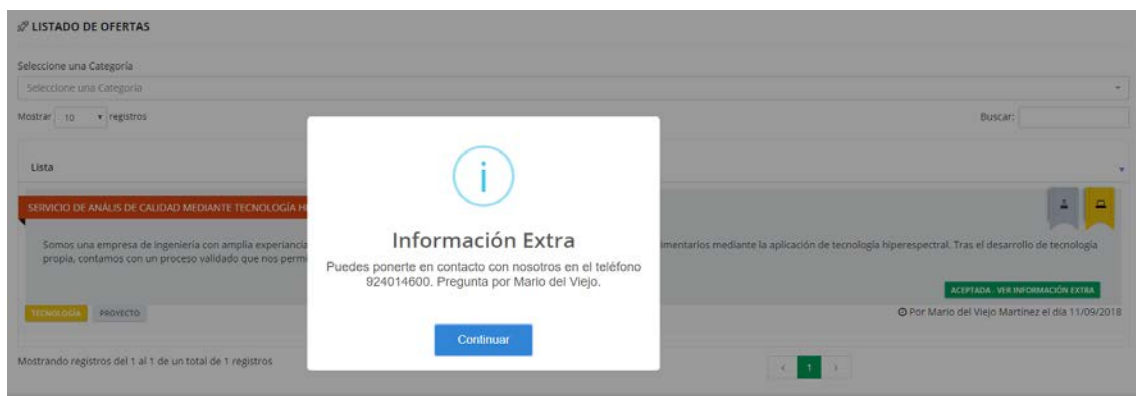 LISTADO DE OFERTAS
Seleccione una Categoría
Seleccione una Categoria
Mostrar 10 registros
Buscar:
Lista
SERVICIO DE ANÁLIS DE CALIDAD MEDIANTE TECNOLOGÍA
Somos una empresa de ingeniería con amplia experiancia
imentarios mediante la aplicación de tecnología hiperespectral. Tras el desarrollo de tecnología
propia, contamos con un proceso validado que nos perm
Información Extra
Puedes ponerte en contacto con nosotros en el teléfono
924014600. Pregunta por Mario del Viejo.
Continuar
ACEPTADA - VER INFORMACIÓN EXTRA
TECNOLOGÍA PROYECTO
Por Mario del Viejo Martínez el día 11/09/2018
Mostrando registros del 1 al 1 de un total de 1 registros
‹ 1 ›